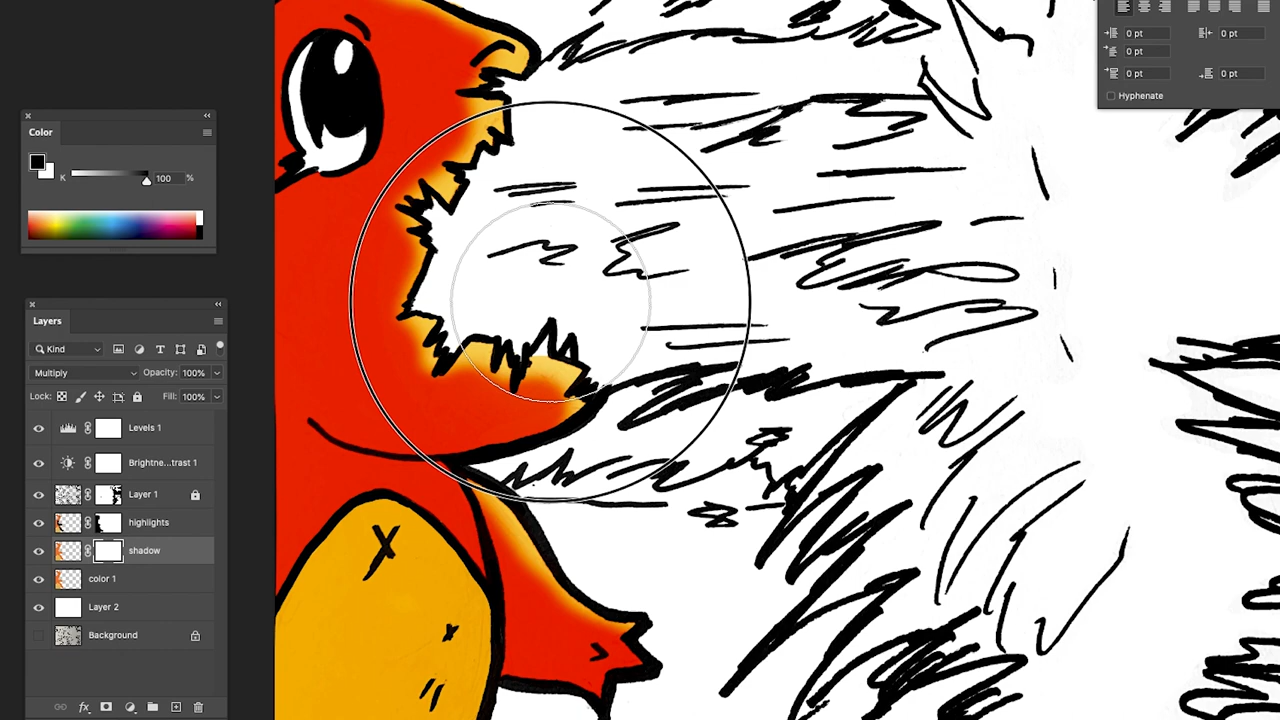 0 pt 0 pt
0 pt
0 pt 0 pt
Hyphenate
Color
K 100 %
Layers
Kind
Multiply Opacity: 100%
Lock: Fill: 100%
Levels 1
Brightne...trast 1
Layer 1
highlights
shadow
color 1
Layer 2
Background
fx